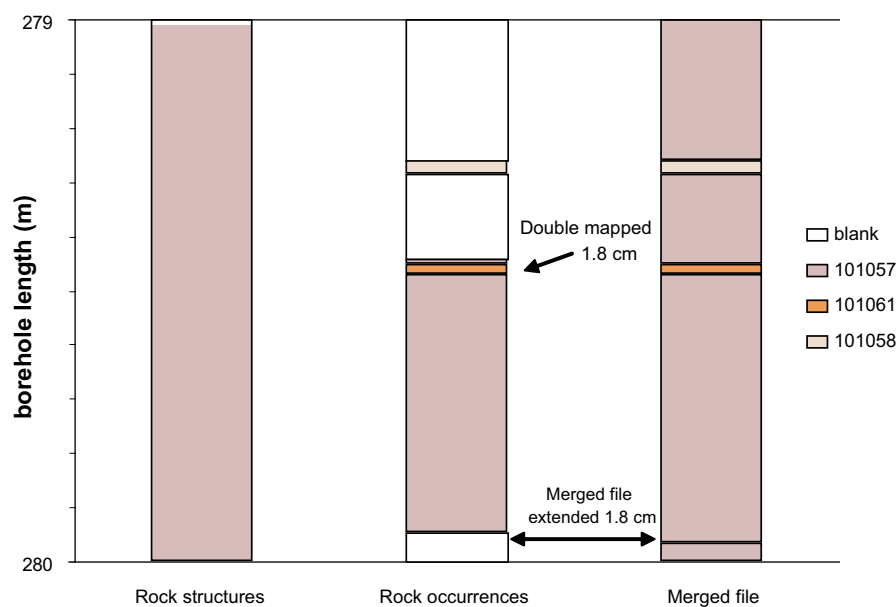 279
borehole length (m)
Double mapped
1.8 cm
blank
101057
101061
101058
Merged file
extended 1.8 cm
280
Rock structures
Rock occurrences
Merged file